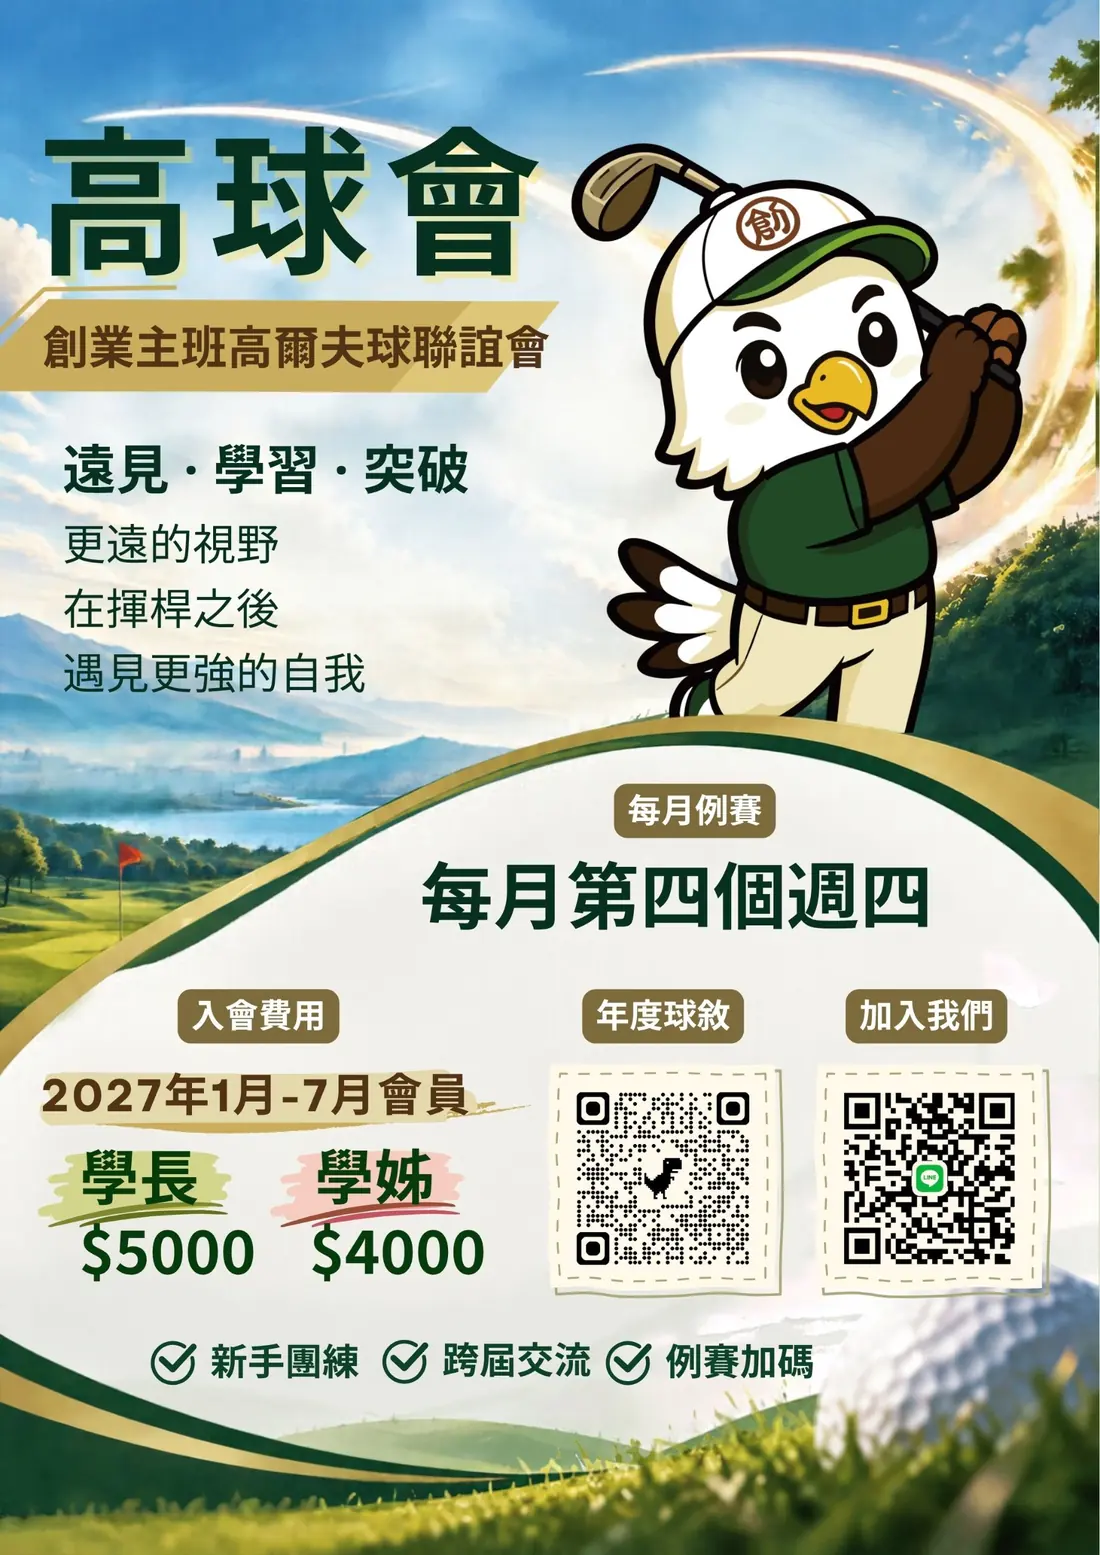 高球會
創
創業主班高爾夫球聯誼會
遠見·學習·突破
更遠的視野
在揮桿之後
遇見更強的自我
每月例賽
每月第四個週四
入會費用
年度球敘
加入我們
2027年1月-7月會員
學長
學姊
$5000
$4000
LINE
新手團練
跨屆交流
例賽加碼